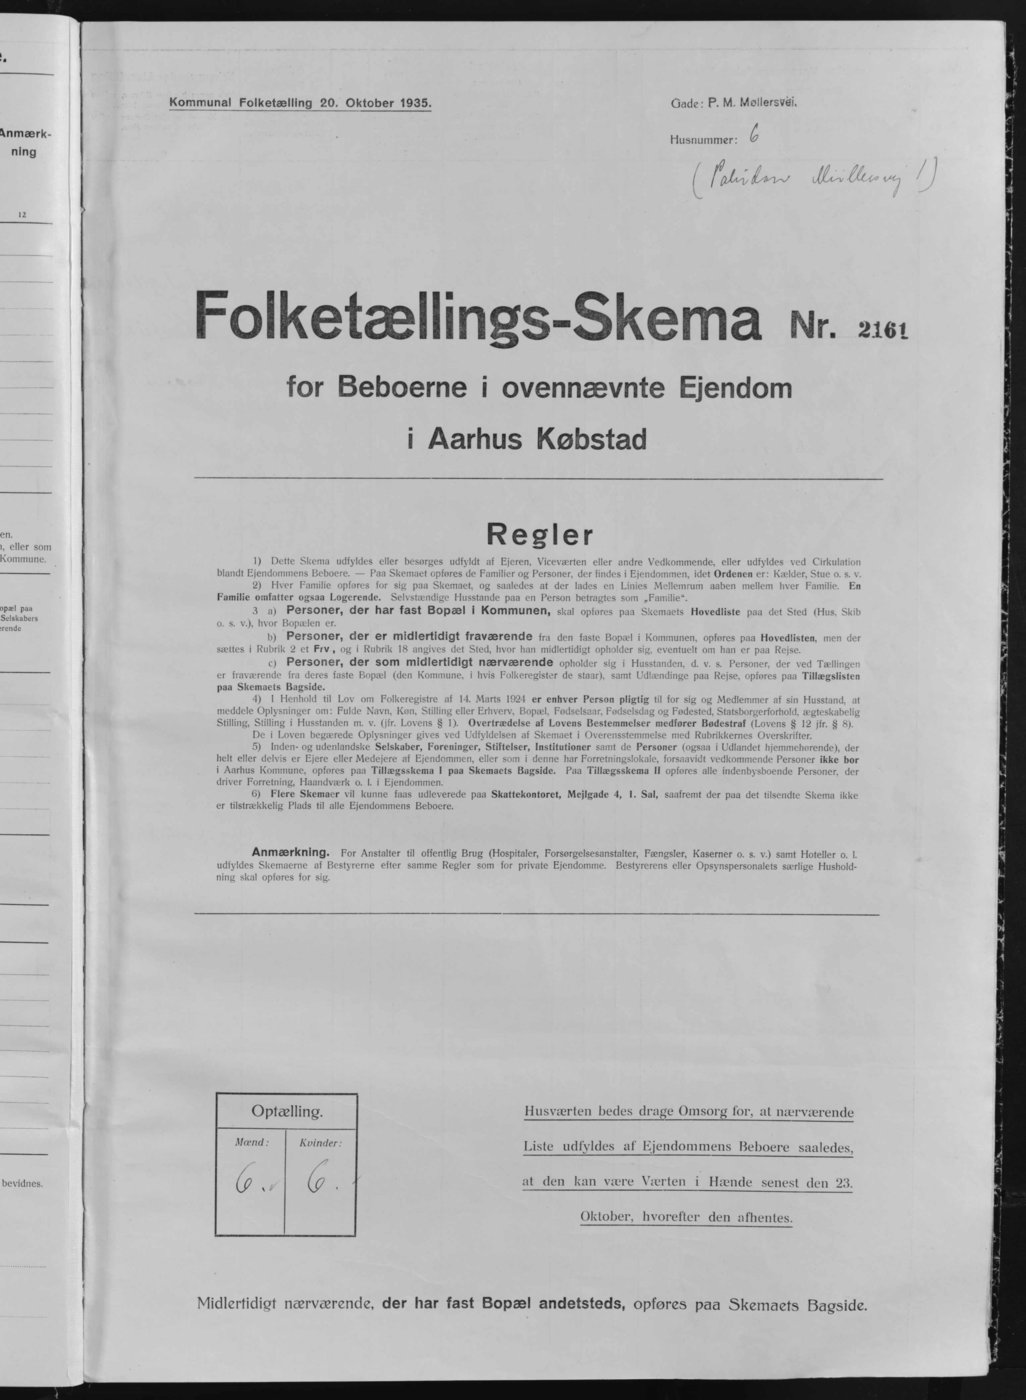 e.
Anmærk-
ning
12
en.
n, eller som
Kommune.
opæl paa
Selskabers
erende
bevidnes.
Kommunal Folketælling 20. Oktober 1935.
Gade: P. M. Møllersvei.
Husnummer: 6
Folketællings-Skema Nr. 2161
for Beboerne i ovennævnte Ejendom
i Aarhus Købstad
Regler
1) Dette Skema udfyldes eller besørges udfyldt af Ejeren, Viceværten eller andre Vedkommende, eller udfyldes ved Cirkulation
blandt Ejendommens Beboere. — Paa Skemaet opføres de Familier og Personer, der findes i Ejendommen, idet Ordenen er: Kælder, Stue o. s. v.
2) Hver Familie opføres for sig paa Skemaet, og saaledes at der lades en Linies Mellemrum aaben mellem hver Familie. En
Familie omfatter ogsaa Logerende. Selvstændige Husstande paa en Person betragtes som „Familie“.
3 a) Personer, der har fast Bopæl i Kommunen, skal opføres paa Skemaets Hovedliste paa det Sted (Hus, Skib
o. s. v.), hvor Bopælen er.
b) Personer, der er midlertidigt fraværende fra den faste Bopæl i Kommunen, opføres paa Hovedlisten, men der
sættes i Rubrik 2 et Frv, og i Rubrik 18 angives det Sted, hvor han midlertidigt opholder sig, eventuelt om han er paa Rejse.
c) Personer, der som midlertidigt nærværende opholder sig i Husstanden, d. v. s. Personer, der ved Tællingen
er fraværende fra deres faste Bopæl (den Kommune, i hvis Folkeregister de staar), samt Udlændinge paa Rejse, opføres paa Tillægslisten
paa Skemaets Bagside.
4) I Henhold til Lov om Folkeregistre af 14. Marts 1924 er enhver Person pligtig til for sig og Medlemmer af sin Husstand, at
meddele Oplysninger om: Fulde Navn, Køn, Stilling eller Erhverv, Bopæl, Fødselsaar, Fødselsdag og Fødested, Statsborgerforhold, ægteskabelig
Stilling, Stilling i Husstanden m. v. (jfr. Lovens § 1). Overtrædelse af Lovens Bestemmelser medfører Bødestraf (Lovens § 12 jfr. § 8).
De i Loven begærede Oplysninger gives ved Udfyldelsen af Skemaet i Overensstemmelse med Rubrikkernes Overskrifter.
5) Inden- og udenlandske Selskaber, Foreninger, Stiftelser, Institutioner samt de Personer (ogsaa i Udlandet hjemmehørende), der
helt eller delvis er Ejere eller Medejere af Ejendommen, eller som i denne har Forretningslokale, forsaavidt vedkommende Personer ikke bor
i Aarhus Kommune, opføres paa Tillægsskema I paa Skemaets Bagside. Paa Tillægsskema II opføres alle indenbysboende Personer, der
driver Forretning, Haandværk o. l. i Ejendommen.
6) Flere Skemaer vil kunne faas udleverede paa Skattekontoret, Mejlgade 4, 1. Sal, saafremt der paa det tilsendte Skema ikke
er tilstrækkelig Plads til alle Ejendommens Beboere.
Anmærkning. For Anstalter til offentlig Brug (Hospitaler, Forsørgelsesanstalter, Fængsler, Kaserner o. s. v.) samt Hoteller o. l.
udfyldes Skemaerne af Bestyrerne efter samme Regler som for private Ejendomme. Bestyrerens eller Opsynspersonalets særlige Hushold-
ning skal opføres for sig.
Optælling.
Mænd: Kvinder:
6. 6.
Husværten bedes drage Omsorg for, at nærværende
Liste udfyldes af Ejendommens Beboere saaledes,
at den kan være Værten i Hænde senest den 23.
Oktober, hvorefter den afhentes.
Midlertidigt nærværende, der har fast Bopæl andetsteds, opføres paa Skemaets Bagside.